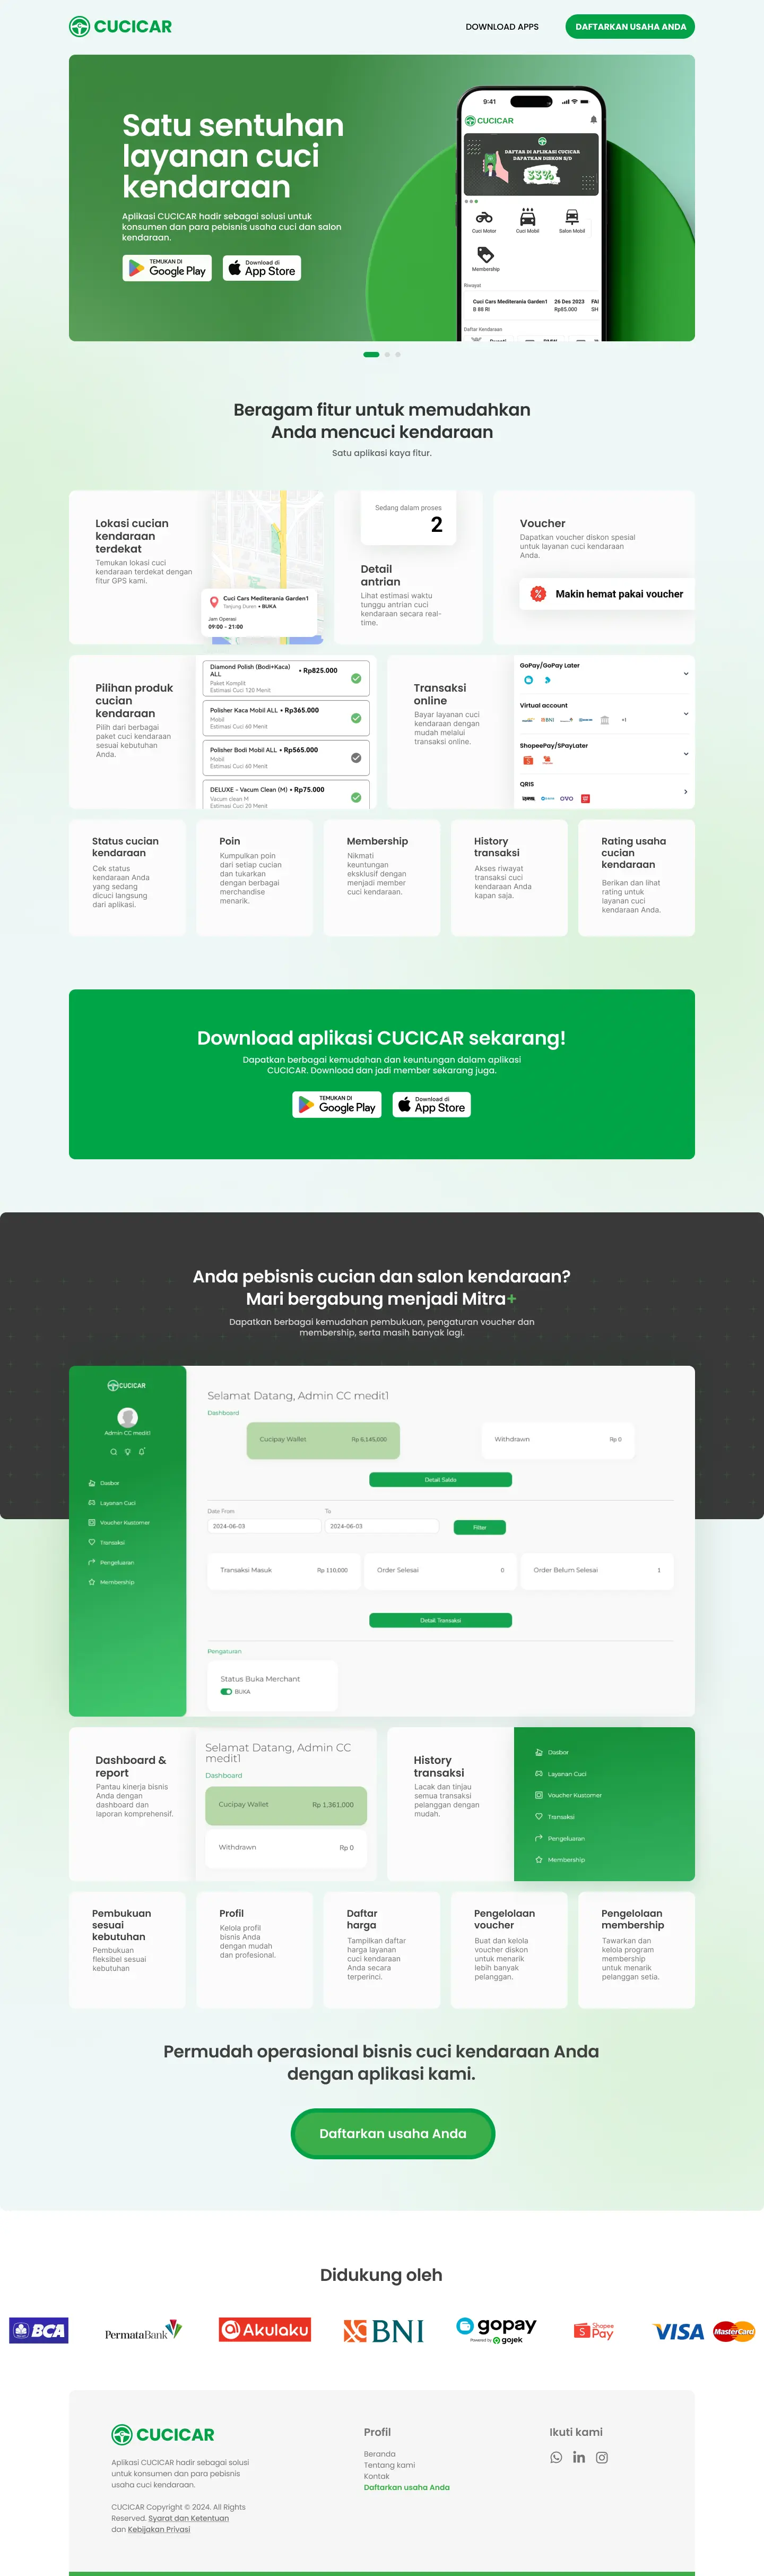 CUCICAR
DOWNLOAD APPS
DAFTARKAN USAHA ANDA
Satu sentuhan
layanan cuci
kendaraan
Aplikasi CUCICAR hadir sebagai solusi untuk
konsumen dan para pebisnis usaha cuci dan salon
kendaraan.
TEMUKAN DI
Google Play
Download di
App Store
9:41
CUCICAR
DAFTAR DI APLIKASI CUCICAR
DAPATKAN DISKON S/D
33%
Cuci Motor
Cuci Mobil
Salon Mobil
Membership
Riwayat
Cuci Cars Mediterania Garden1
26 Des 2023
FAI
B 88 RI
Rp85.000
SH
Daftar Kendaraan
Beragam fitur untuk memudahkan
Anda mencuci kendaraan
Satu aplikasi kaya fitur.
Lokasi cucian
kendaraan
terdekat
Temukan lokasi cuci
kendaraan terdekat dengan
fitur GPS kami.
Cuci Cars Mediterania Garden1
Tanjung Duren • BUKA
Jam Operasi
09:00 - 21:00
Sedang dalam proses
2
Detail
antrian
Lihat estimasi waktu
tunggu antrian cuci
kendaraan secara real-
time.
Voucher
Dapatkan voucher diskon spesial
untuk layanan cuci kendaraan
Anda.
Makin hemat pakai voucher
Pilihan produk
cucian
kendaraan
Pilih dari berbagai
paket cuci kendaraan
sesuai kebutuhan
Anda.
Diamond Polish (Bodi+Kaca)
ALL
• Rp825.000
Paket Komplit
Estimasi Cuci 120 Menit
Polisher Kaca Mobil ALL • Rp365.000
Mobil
Estimasi Cuci 60 Menit
Polisher Bodi Mobil ALL • Rp565.000
Mobil
Estimasi Cuci 60 Menit
DELUXE - Vacum Clean (M) • Rp75.000
Vacum clean M
Estimasi Cuci 20 Menit
Transaksi
online
Bayar layanan cuci
kendaraan dengan
mudah melalui
transaksi online.
GoPay/GoPay Later
Virtual account
BNI
+1
ShopeePay/SPayLater
QRIS
OVO
Status cucian
kendaraan
Cek status
kendaraan Anda
yang sedang
dicuci langsung
dari aplikasi.
Poin
Kumpulkan poin
dari setiap cucian
dan tukarkan
dengan berbagai
merchandise
menarik.
Membership
Nikmati
keuntungan
eksklusif dengan
menjadi member
cuci kendaraan.
History
transaksi
Akses riwayat
transaksi cuci
kendaraan Anda
kapan saja.
Rating usaha
cucian
kendaraan
Berikan dan lihat
rating untuk
layanan cuci
kendaraan Anda.
Download aplikasi CUCICAR sekarang!
Dapatkan berbagai kemudahan dan keuntungan dalam aplikasi
CUCICAR. Download dan jadi member sekarang juga.
TEMUKAN DI
Google Play
Download di
App Store
Anda pebisnis cucian dan salon kendaraan?
Mari bergabung menjadi Mitra+
Dapatkan berbagai kemudahan pembukuan, pengaturan voucher dan
membership, serta masih banyak lagi.
CUCICAR
Admin CC medit1
Dasbor
Layanan Cuci
Voucher Kustomer
Transaksi
Pengeluaran
Membership
Selamat Datang, Admin CC medit1
Dashboard
Cucipay Wallet
Rp 6,145,000
Withdrawn
Rp 0
Detail Saldo
Date From
To
2024-06-03
2024-06-03
Filter
Transaksi Masuk
Rp 110,000
Order Selesai
0
Order Belum Selesai
1
Detail Transaksi
Pengaturan
Status Buka Merchant
BUKA
Dashboard &
report
Pantau kinerja bisnis
Anda dengan
dashboard dan
laporan komprehensif.
Selamat Datang, Admin CC
medit1
Dashboard
Cucipay Wallet
Rp 1,361,000
Withdrawn
Rp 0
History
transaksi
Lacak dan tinjau
semua transaksi
pelanggan dengan
mudah.
Dasbor
Layanan Cuci
Voucher Kustomer
Transaksi
Pengeluaran
Membership
Pembukuan
sesuai
kebutuhan
Pembukuan
fleksibel sesuai
kebutuhan
Profil
Kelola profil
bisnis Anda
dengan mudah
dan profesional.
Daftar
harga
Tampilkan daftar
harga layanan
cuci kendaraan
Anda secara
terperinci.
Pengelolaan
voucher
Buat dan kelola
voucher diskon
untuk menarik
lebih banyak
pelanggan.
Pengelolaan
membership
Tawarkan dan
kelola program
membership
untuk menarik
pelanggan setia.
Permudah operasional bisnis cuci kendaraan Anda
dengan aplikasi kami.
Daftarkan usaha Anda
Didukung oleh
BCA
PermataBank
Akulaku
BNI
gopay
Powered by gojek
Shopee
Pay
VISA
MasterCard
CUCICAR
Aplikasi CUCICAR hadir sebagai solusi
untuk konsumen dan para pebisnis
usaha cuci kendaraan.
CUCICAR Copyright © 2024. All Rights
Reserved. Syarat dan Ketentuan
dan Kebijakan Privasi
Profil
Beranda
Tentang kami
Kontak
Daftarkan usaha Anda
Ikuti kami